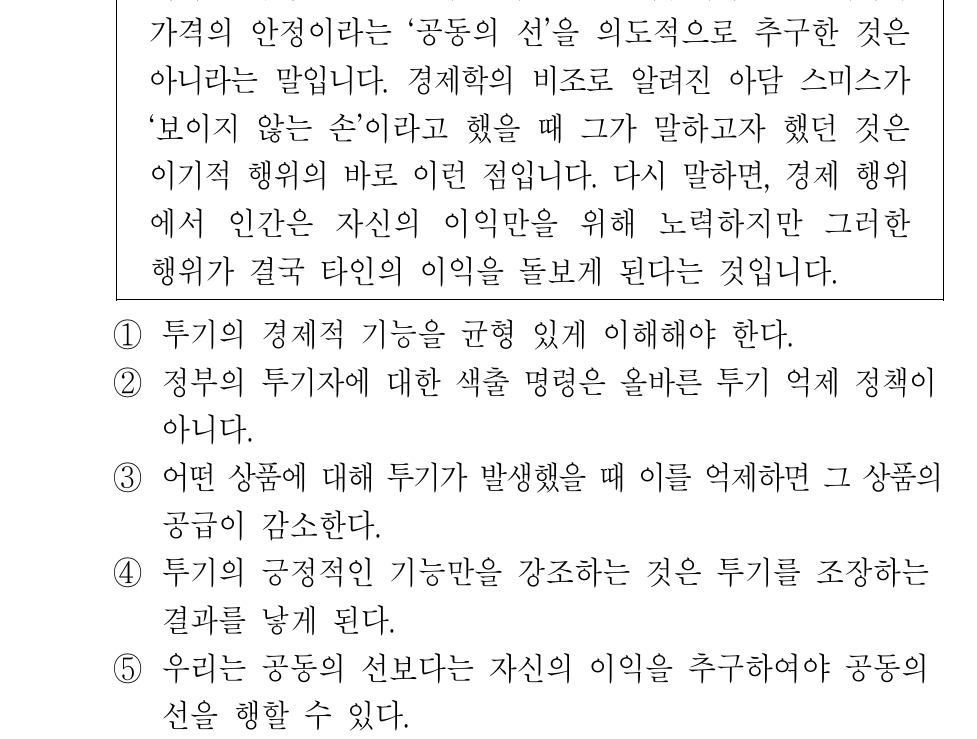 가격의 안정이라는 ‘공동의 선’을 의도적으로 추구한 것은
아니라는 말입니다. 경제학의 비조로 알려진 아담 스미스가
‘보이지 않는 손’이라고 했을 때 그가 말하고자 했던 것은
이기적 행위의 바로 이런 점입니다. 다시 말하면, 경제 행위
에서 인간은 자신의 이익만을 위해 노력하지만 그러한
행위가 결국 타인의 이익을 돌보게 된다는 것입니다.
① 투기의 경제적 기능을 균형 있게 이해해야 한다.
② 정부의 투기자에 대한 색출 명령은 올바른 투기 억제 정책이
아니다.
③ 어떤 상품에 대해 투기가 발생했을 때 이를 억제하면 그 상품의
공급이 감소한다.
④ 투기의 긍정적인 기능만을 강조하는 것은 투기를 조장하는
결과를 낳게 된다.
⑤ 우리는 공동의 선보다는 자신의 이익을 추구하여야 공동의
선을 행할 수 있다.